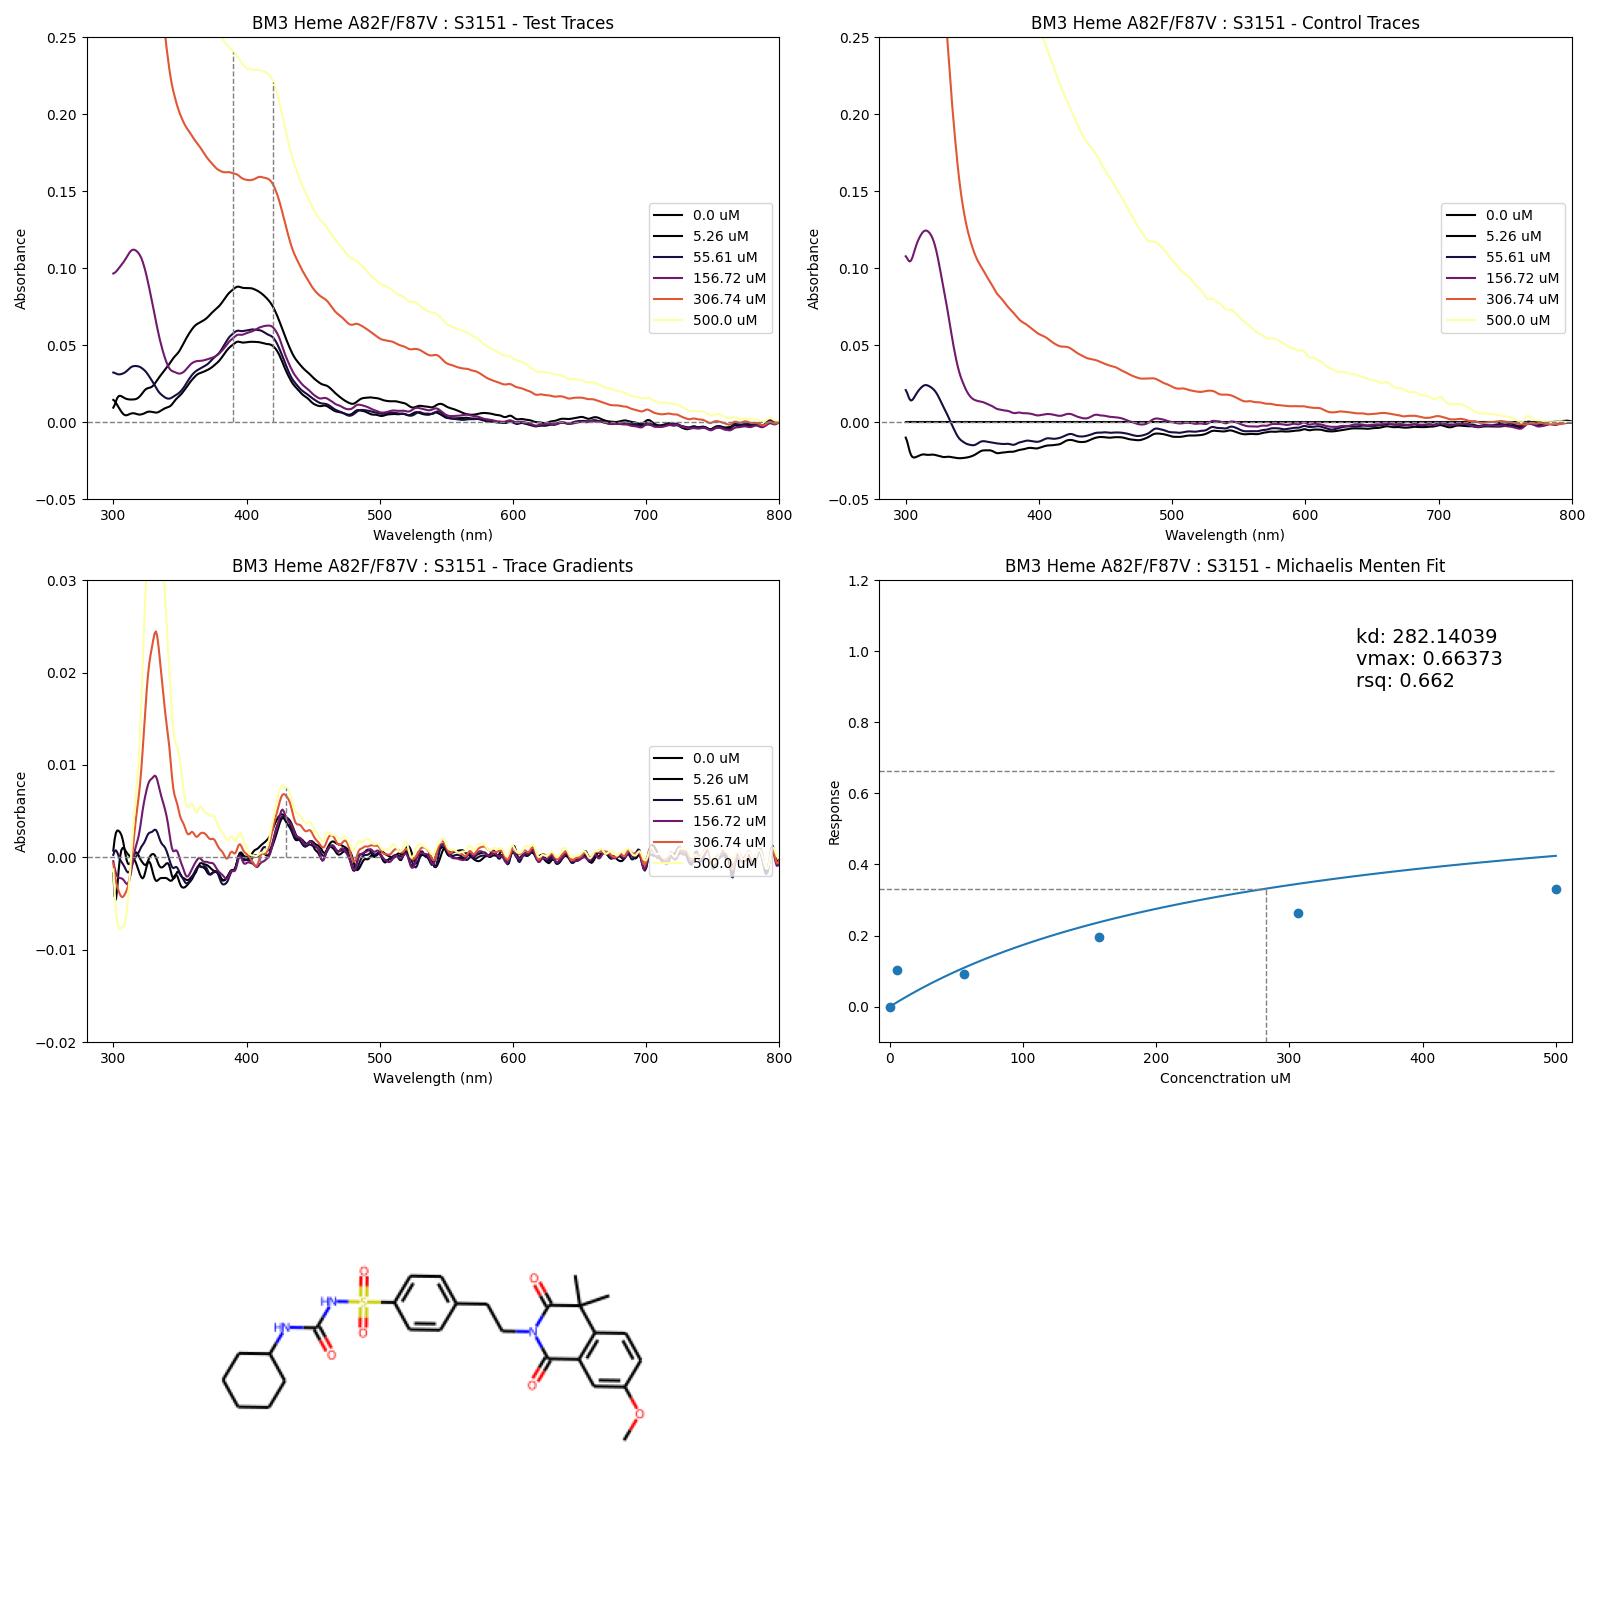 BM3 Heme A82F/F87V : S3151 - Test Traces
0.25
0.20
0.15
0.10
0.05
0.00
−0.05
Absorbance
300
400
500
600
700
800
Wavelength (nm)
0.0 uM
5.26 uM
55.61 uM
156.72 uM
306.74 uM
500.0 uM
BM3 Heme A82F/F87V : S3151 - Control Traces
0.25
0.20
0.15
0.10
0.05
0.00
−0.05
Absorbance
300
400
500
600
700
800
Wavelength (nm)
0.0 uM
5.26 uM
55.61 uM
156.72 uM
306.74 uM
500.0 uM
BM3 Heme A82F/F87V : S3151 - Trace Gradients
0.03
0.02
0.01
0.00
−0.01
−0.02
Absorbance
300
400
500
600
700
800
Wavelength (nm)
0.0 uM
5.26 uM
55.61 uM
156.72 uM
306.74 uM
500.0 uM
BM3 Heme A82F/F87V : S3151 - Michaelis Menten Fit
1.2
1.0
0.8
0.6
0.4
0.2
0.0
Response
0
100
200
300
400
500
Concenctration uM
kd: 282.14039
vmax: 0.66373
rsq: 0.662
O
HN
S
O
HN
O
O
N
O
O